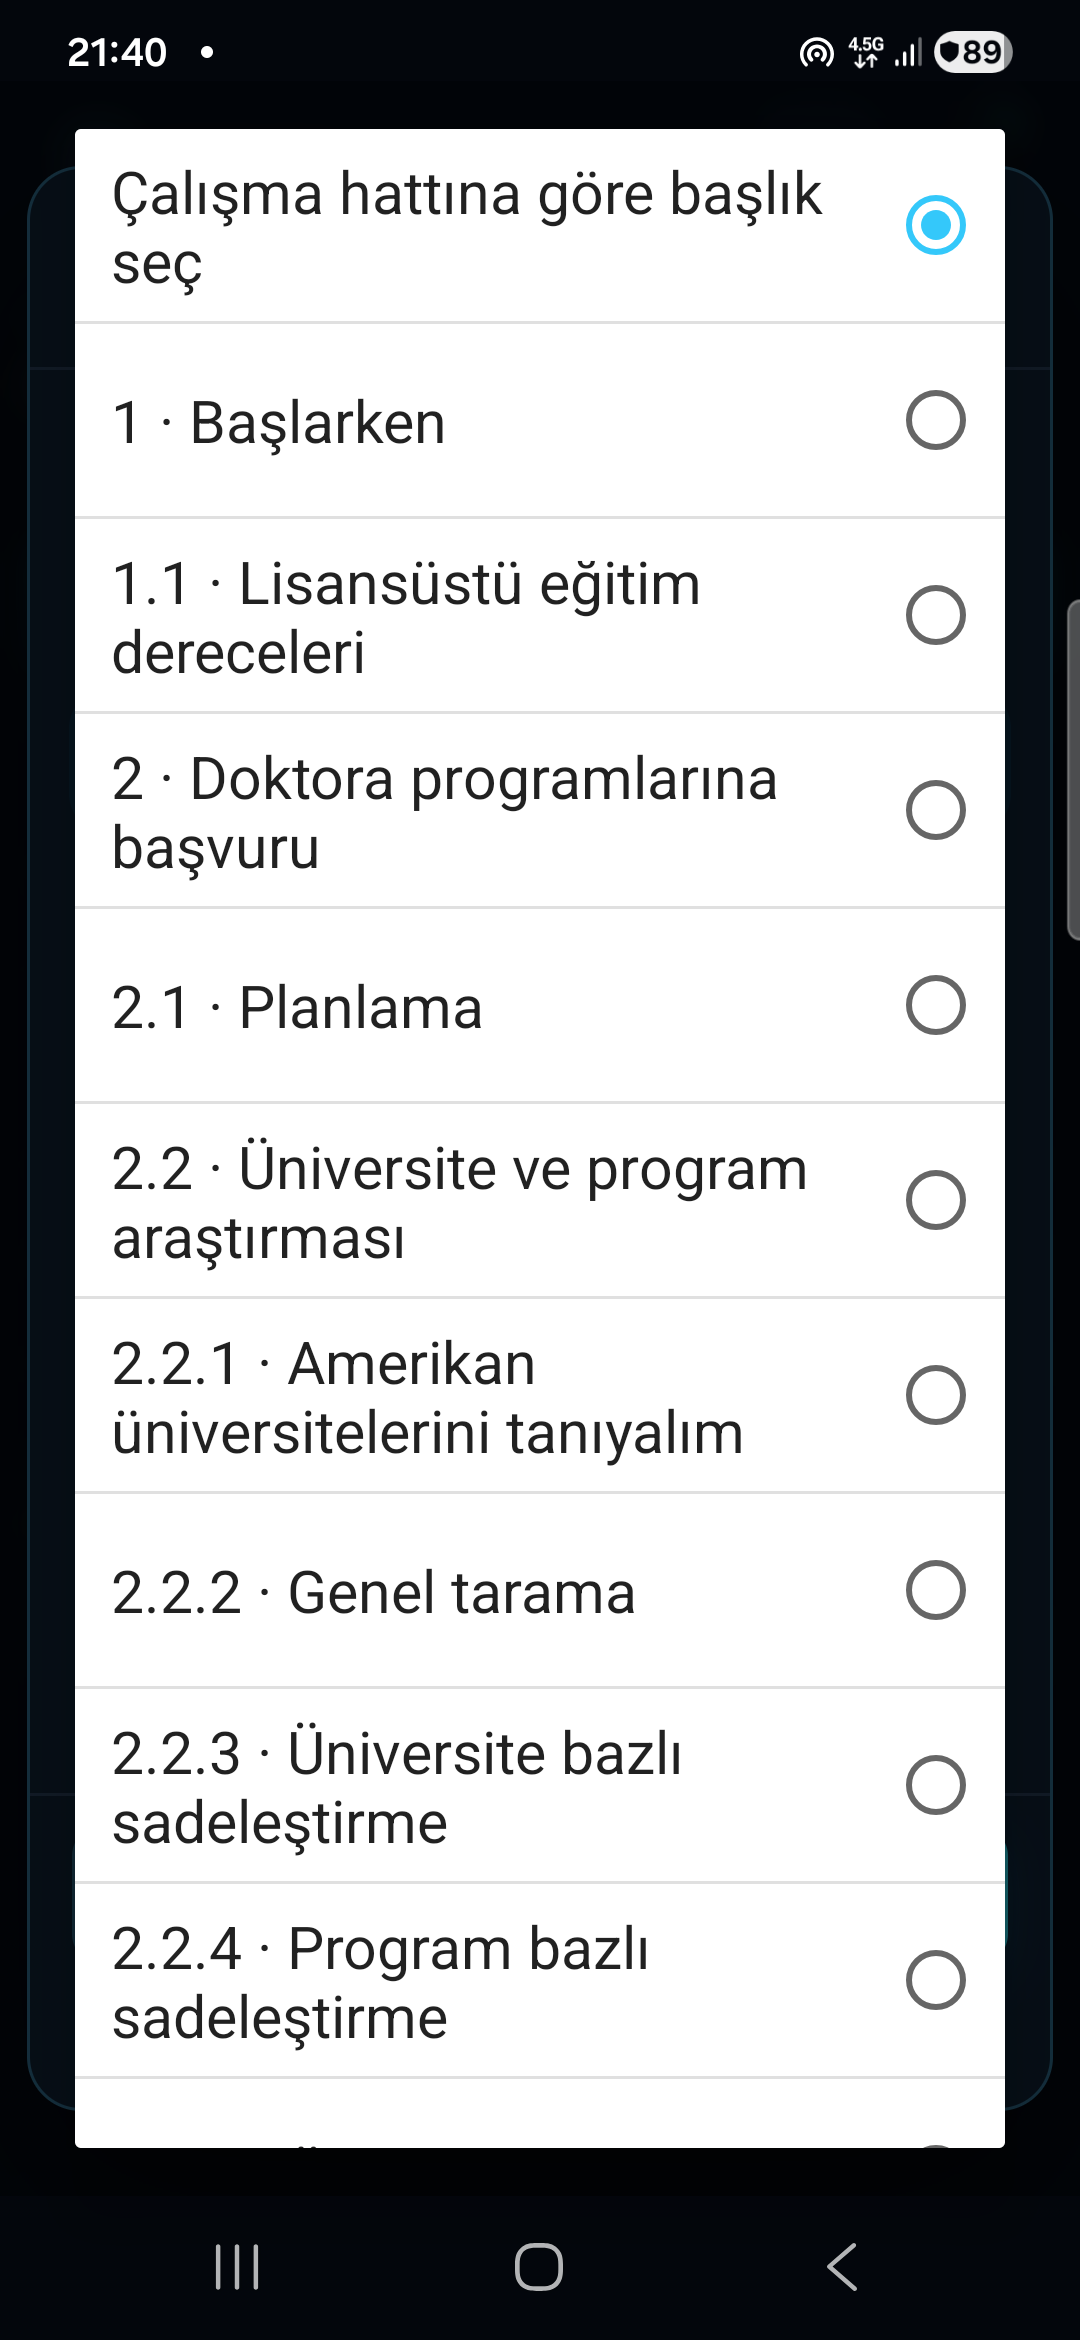 21:40
4.5G
89
Çalışma hattına göre başlık
seç
1 · Başlarken
1.1 · Lisansüstü eğitim
dereceleri
2 · Doktora programlarına
başvuru
2.1 · Planlama
2.2 · Üniversite ve program
araştırması
2.2.1 · Amerikan
üniversitelerini tanıyalım
2.2.2 · Genel tarama
2.2.3 · Üniversite bazlı
sadeleştirme
2.2.4 · Program bazlı
sadeleştirme